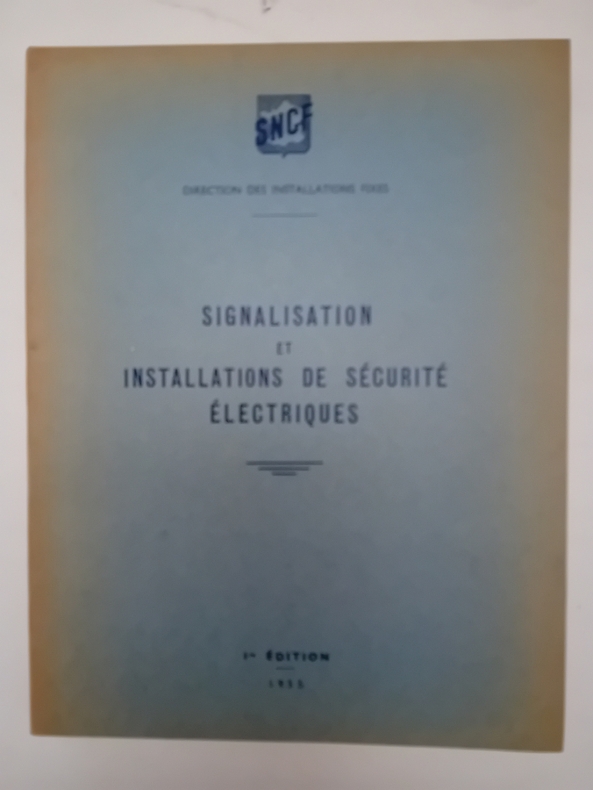 SNCF
DIRECTION DES INSTALLATIONS FIXES
SIGNALISATION
ET
INSTALLATIONS DE SÉCURITÉ
ÉLECTRIQUES
ÉDITION